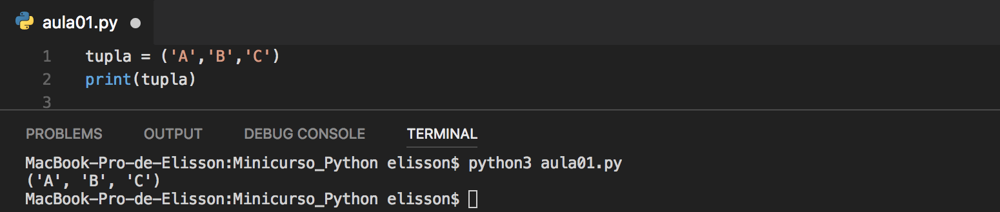 aula01.py
1 tupla = ('A','B','C')
2 print(tupla)
3
PROBLEMS OUTPUT DEBUG CONSOLE TERMINAL
MacBook-Pro-de-Elisson:Minicurso_Python elisson$ python3 aula01.py
('A', 'B', 'C')
MacBook-Pro-de-Elisson:Minicurso_Python elisson$